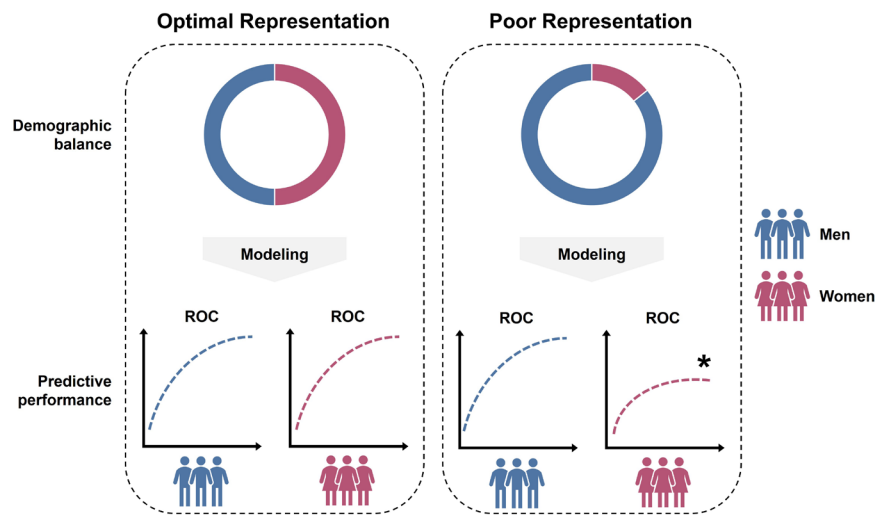 Optimal Representation
Poor Representation
Demographic
balance
Modeling
Modeling
Men
Women
ROC
ROC
ROC
ROC
*
Predictive
performance